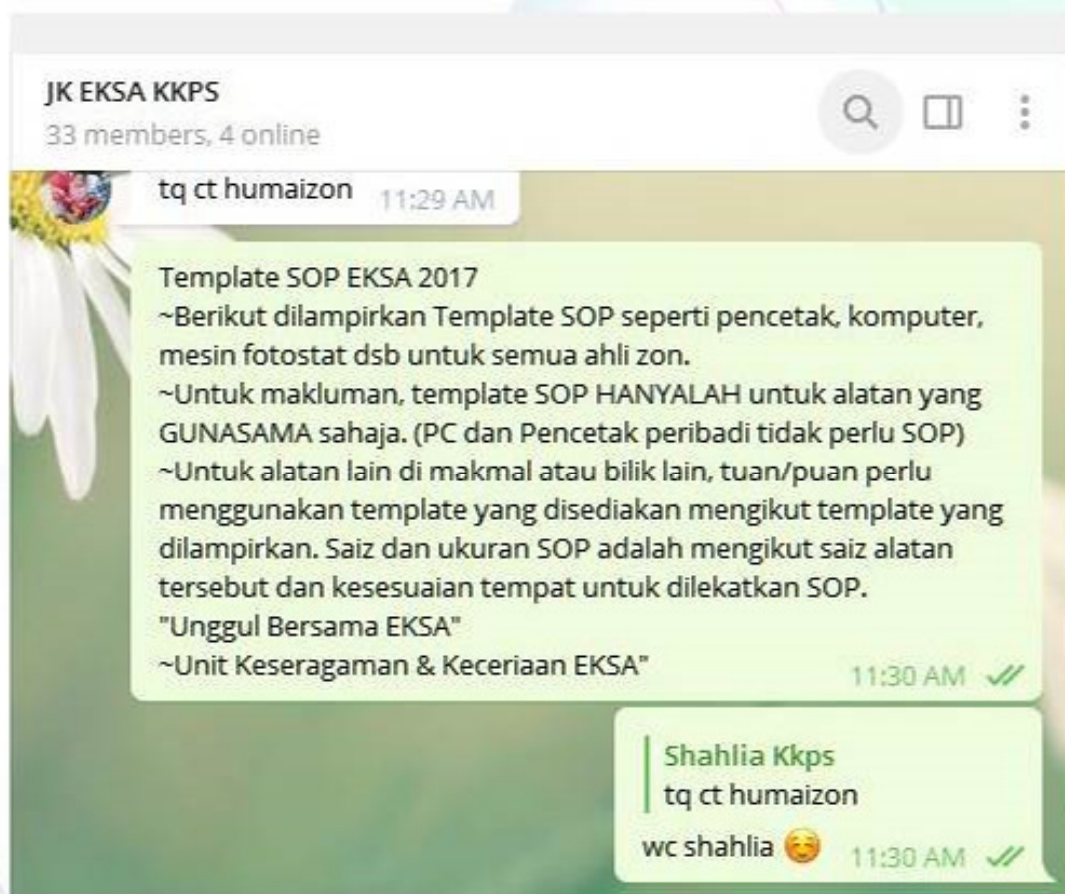 JK EKSA KKPS
33 members, 4 online
tq ct humaizon 11:29 AM
Template SOP EKSA 2017
~Berikut dilampirkan Template SOP seperti pencetak, komputer,
mesin fotostat dsb untuk semua ahli zon.
~Untuk makluman, template SOP HANYALAH untuk alatan yang
GUNASAMA sahaja. (PC dan Pencetak peribadi tidak perlu SOP)
~Untuk alatan lain di makmal atau bilik lain, tuan/puan perlu
menggunakan template yang disediakan mengikut template yang
dilampirkan. Saiz dan ukuran SOP adalah mengikut saiz alatan
tersebut dan kesesuaian tempat untuk dilekatkan SOP.
"Unggul Bersama EKSA"
~Unit Keseragaman & Keceriaan EKSA" 11:30 AM
Shahlia Kkps
tq ct humaizon
wc shahlia ☺️ 11:30 AM